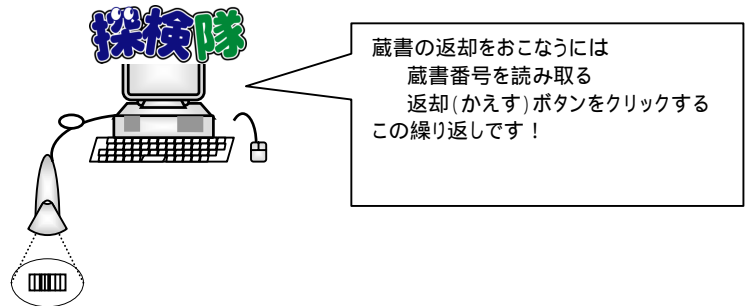 探検隊
蔵書の返却をおこなうには
蔵書番号を読み取る
返却(かえす)ボタンをクリックする
この繰り返しです！